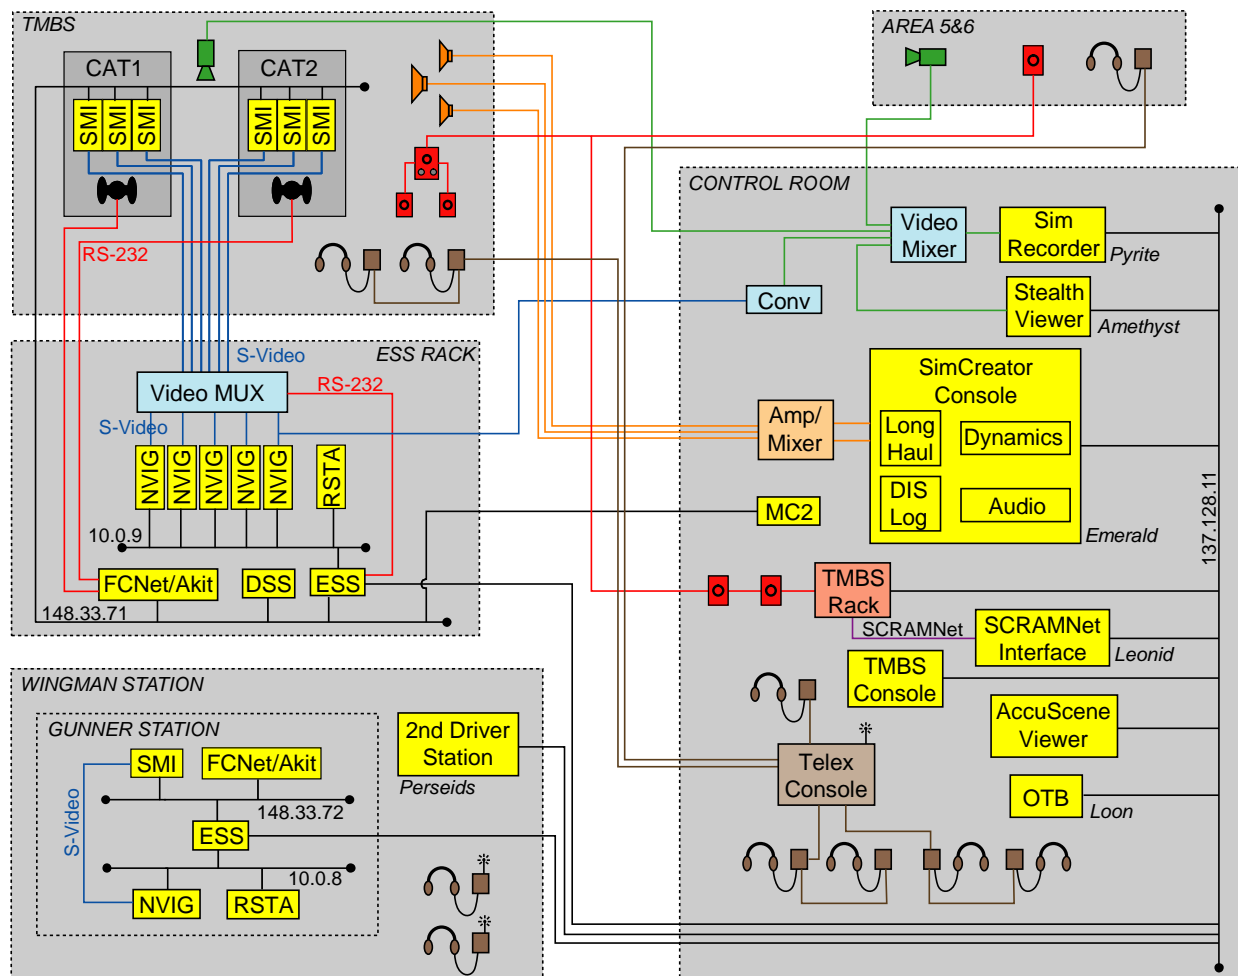 TMBS
CAT1
CAT2
SMI
SMI
SMI
SMI
SMI
SMI
RS-232
AREA 5&6
CONTROL ROOM
Video
Mixer
Sim
Recorder
Pyrite
Conv
Stealth
Viewer
Amethyst
SimCreator
Console
Long
Haul
Dynamics
DIS
Log
Audio
Emerald
Amp/
Mixer
MC2
137.128.11
TMBS
Rack
SCRAMNet
SCRAMNet
Interface
Leonid
TMBS
Console
AccuScene
Viewer
Telex
Console
OTB
Loon
ESS RACK
S-Video
Video MUX
RS-232
S-Video
NVIG
NVIG
NVIG
NVIG
NVIG
RSTA
10.0.9
FCNet/Akit
DSS
ESS
148.33.71
WINGMAN STATION
GUNNER STATION
SMI
FCNet/Akit
148.33.72
S-Video
ESS
10.0.8
NVIG
RSTA
2nd Driver
Station
Perseids